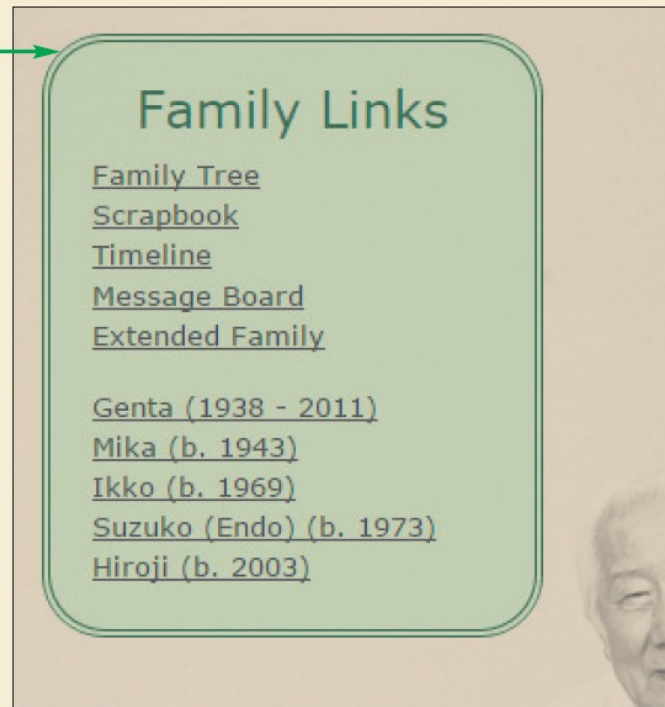 Family Links
Family Tree
Scrapbook
Timeline
Message Board
Extended Family
Genta (1938 - 2011)
Mika (b. 1943)
Ikko (b. 1969)
Suzuko (Endo) (b. 1973)
Hiroji (b. 2003)